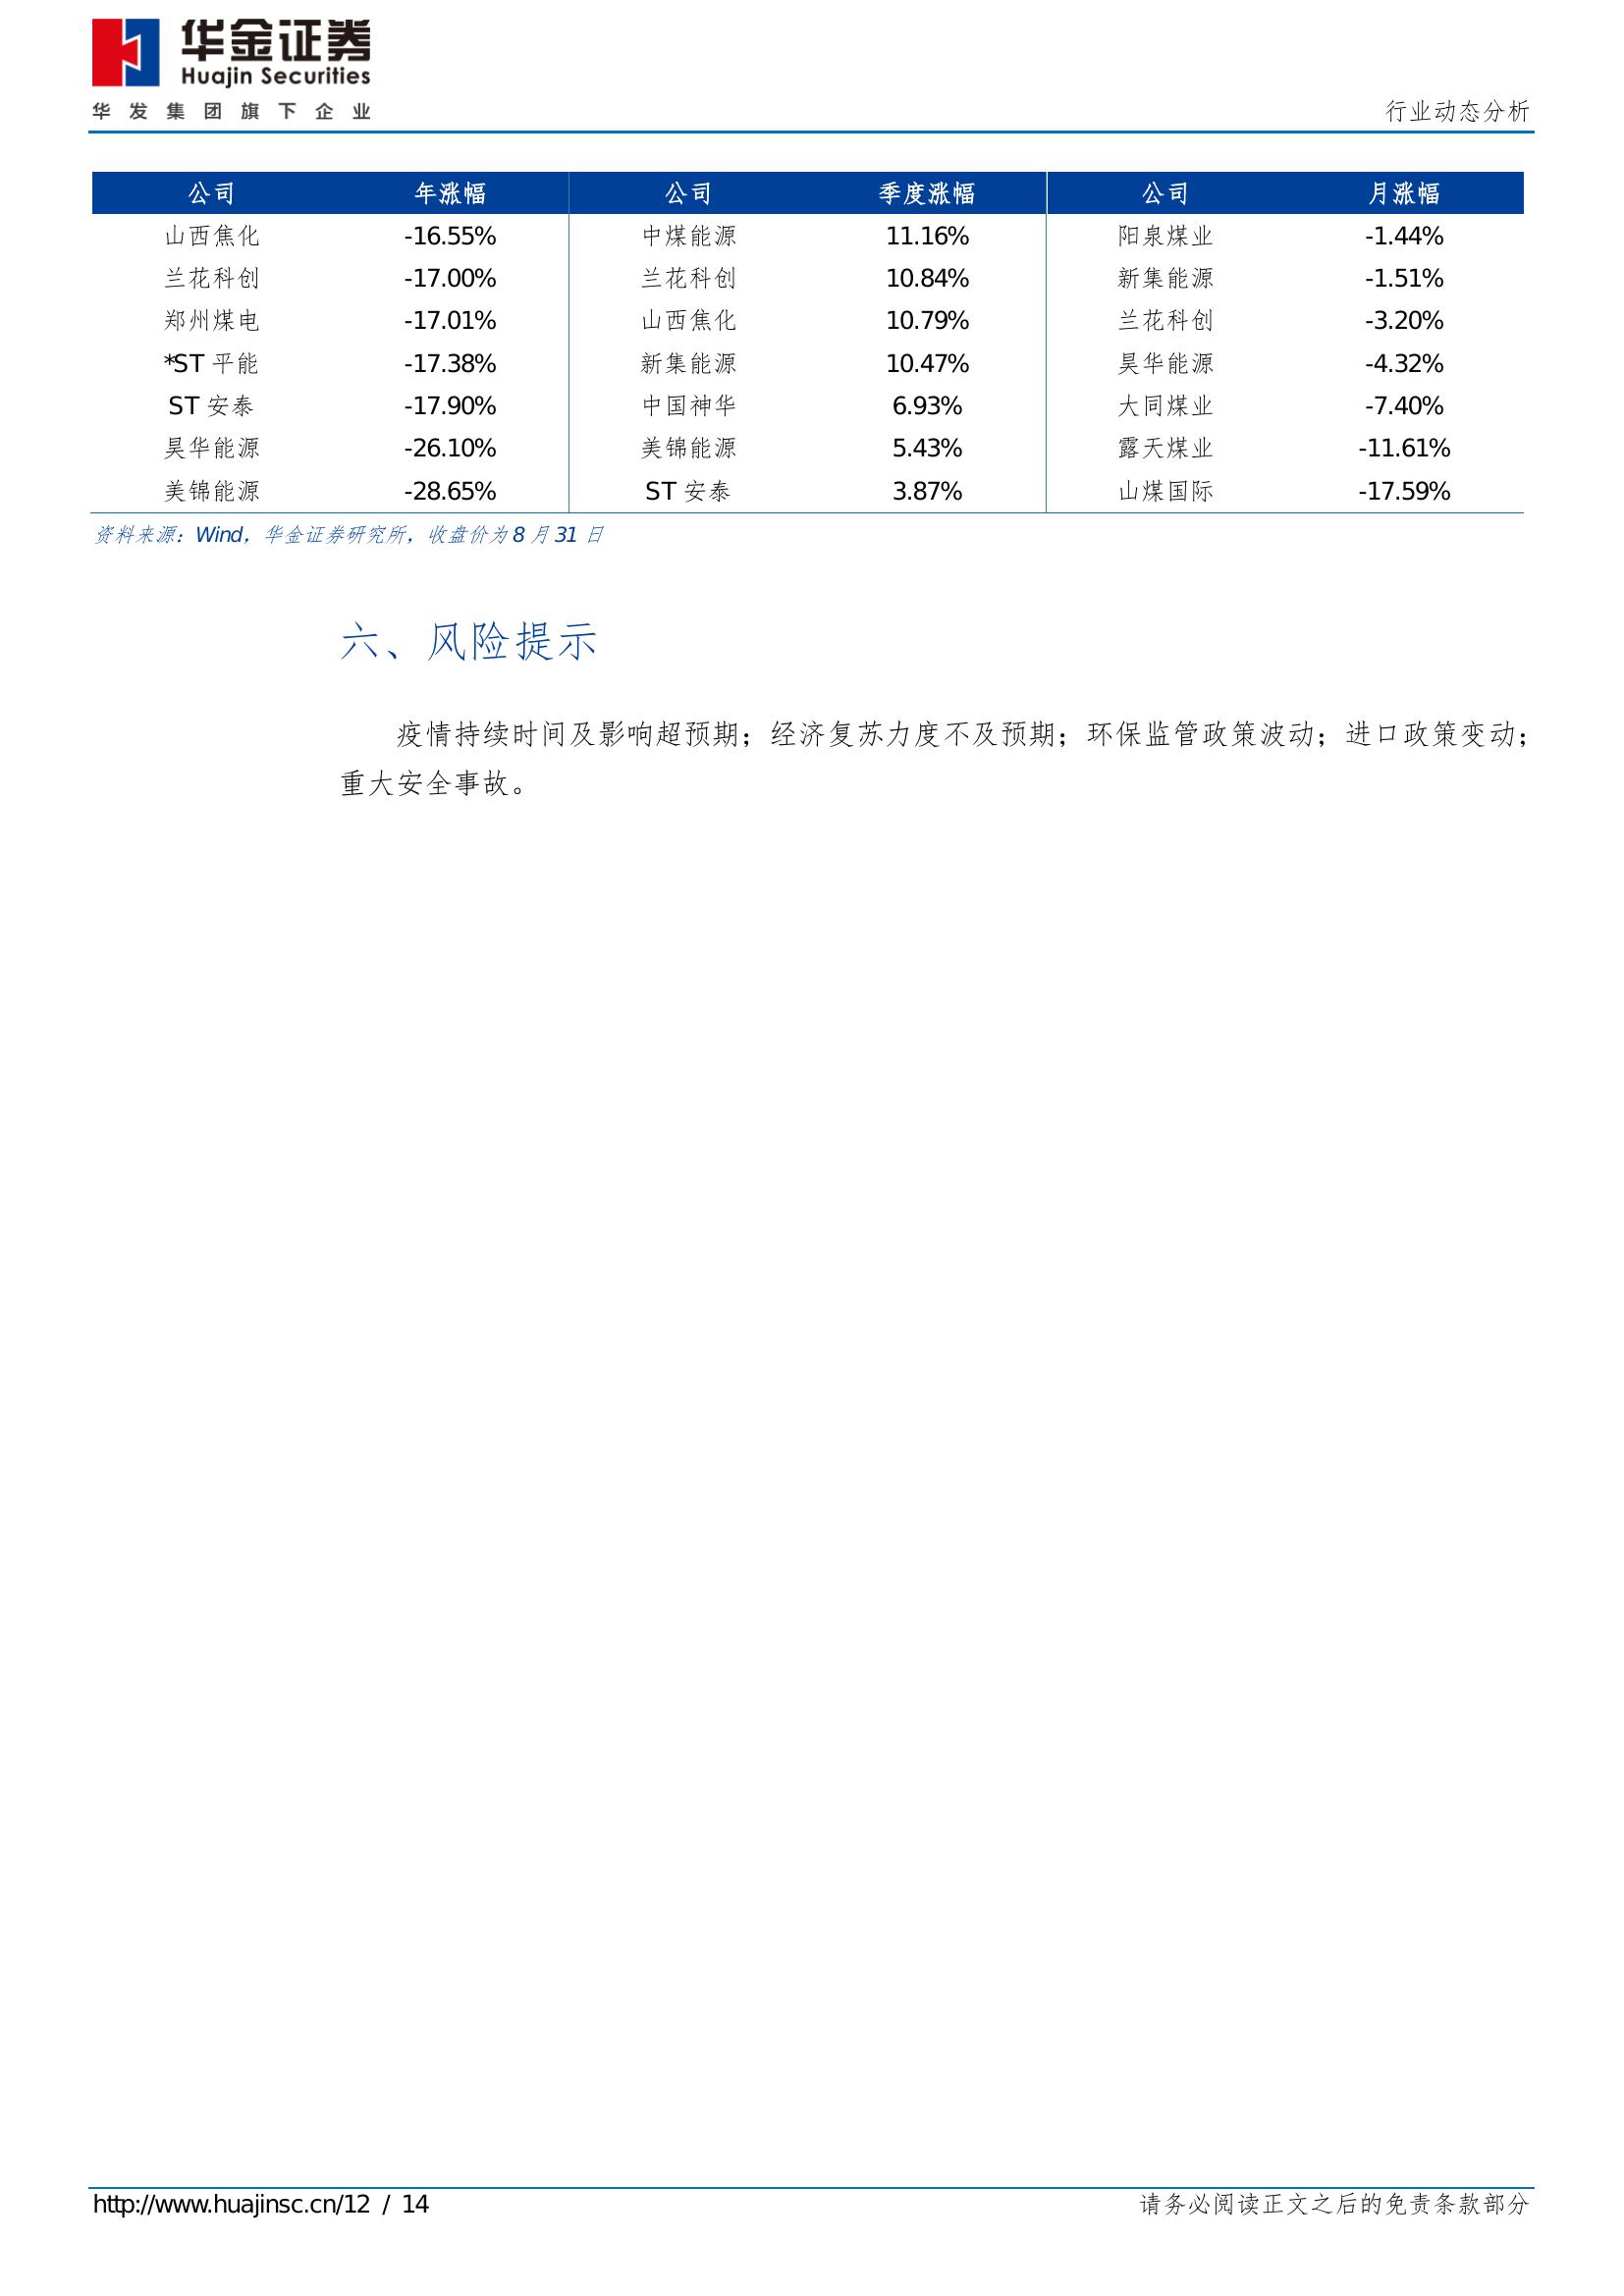 华金证券
Huajin Securities
华发集团旗下企业
行业动态分析
公司 年涨幅 公司 季度涨幅 公司 月涨幅
山西焦化 -16.55% 中煤能源 11.16% 阳泉煤业 -1.44%
兰花科创 -17.00% 兰花科创 10.84% 新集能源 -1.51%
郑州煤电 -17.01% 山西焦化 10.79% 兰花科创 -3.20%
*ST 平能 -17.38% 新集能源 10.47% 昊华能源 -4.32%
ST 安泰 -17.90% 中国神华 6.93% 大同煤业 -7.40%
昊华能源 -26.10% 美锦能源 5.43% 露天煤业 -11.61%
美锦能源 -28.65% ST 安泰 3.87% 山煤国际 -17.59%
资料来源：Wind，华金证券研究所，收盘价为 8 月 31 日
六、风险提示
疫情持续时间及影响超预期；经济复苏力度不及预期；环保监管政策波动；进口政策变动；
重大安全事故。
http://www.huajinsc.cn/12 / 14 请务必阅读正文之后的免责条款部分